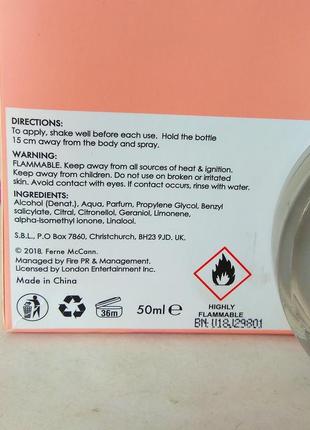 DIRECTIONS:
To apply, shake well before each use. Hold the bottle
15 cm away from the body and spray.
WARNING:
FLAMMABLE. Keep away from all sources of heat & ignition.
Keep away from children. Do not use on broken or irritated
skin. Avoid contact with eyes. If contact occurs, rinse with water.
INGREDIENTS:
Alcohol (Denat.), Aqua, Parfum, Propylene Glycol, Benzyl
salicylate, Citral, Citronellol, Geraniol, Limonene,
alpha-isomethyl ionone, Linalool.
S.B.L., P.O Box 7860, Christchurch, BH23 9JD. UK.
© 2018. Ferne McCann.
Managed by Fire PR & Management.
Licensed by London Entertainment Inc.
Made in China
36m
50ml e
HIGHLY
FLAMMABLE
BN: 1118J29801